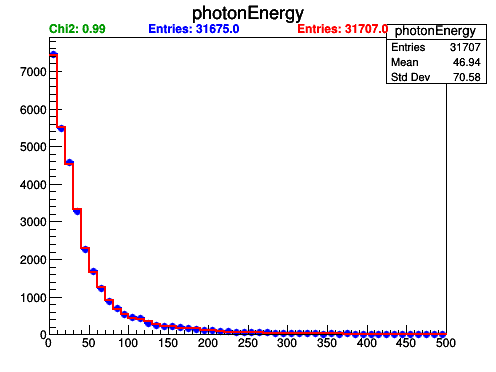 photonEnergy
Chi2: 0.99 Entries: 31675.0 Entries: 31707.0
photonEnergy
Entries 31707
Mean 46.94
Std Dev 70.58
7000
6000
5000
4000
3000
2000
1000
0
0 50 100 150 200 250 300 350 400 450 500